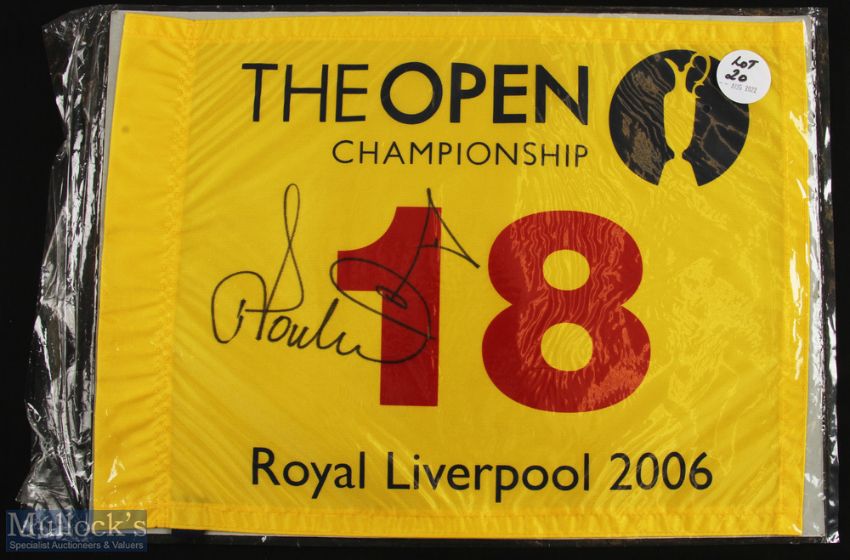 THE OPEN
CHAMPIONSHIP
LOT
20
AUG 2022
18
Royal Liverpool 2006
Mullock's
Specialist Auctioneers & Valuers